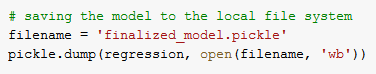 # saving the model to the local file system
filename = 'finalized_model.pickle'
pickle.dump(regression, open(filename, 'wb'))